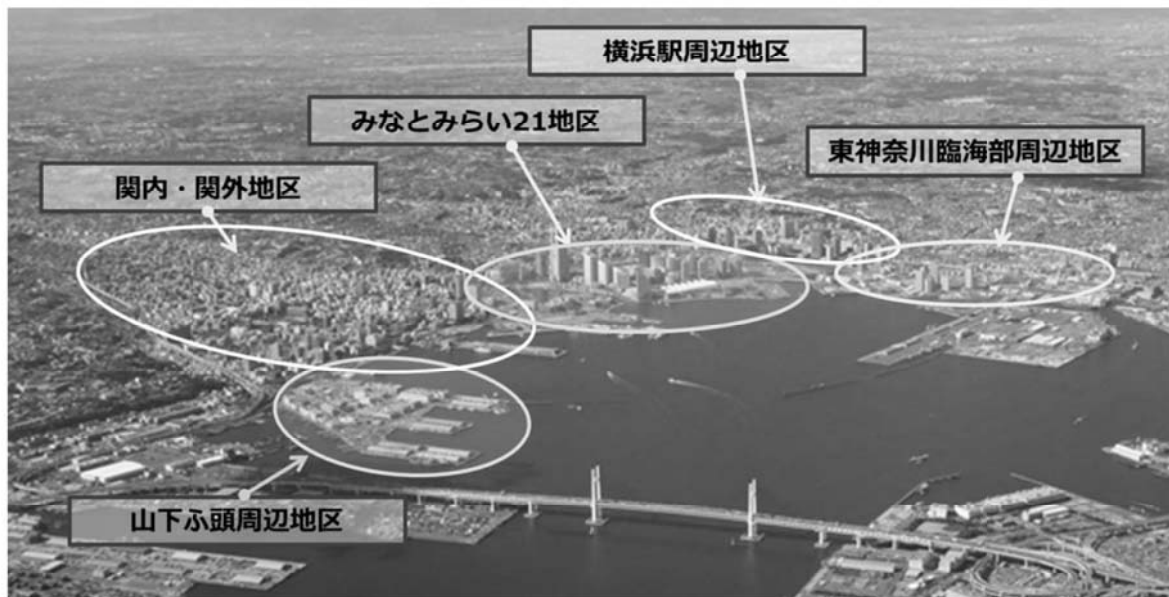 横浜駅周辺地区
みなとみらい21地区
東神奈川臨海部周辺地区
関内・関外地区
山下ふ頭周辺地区